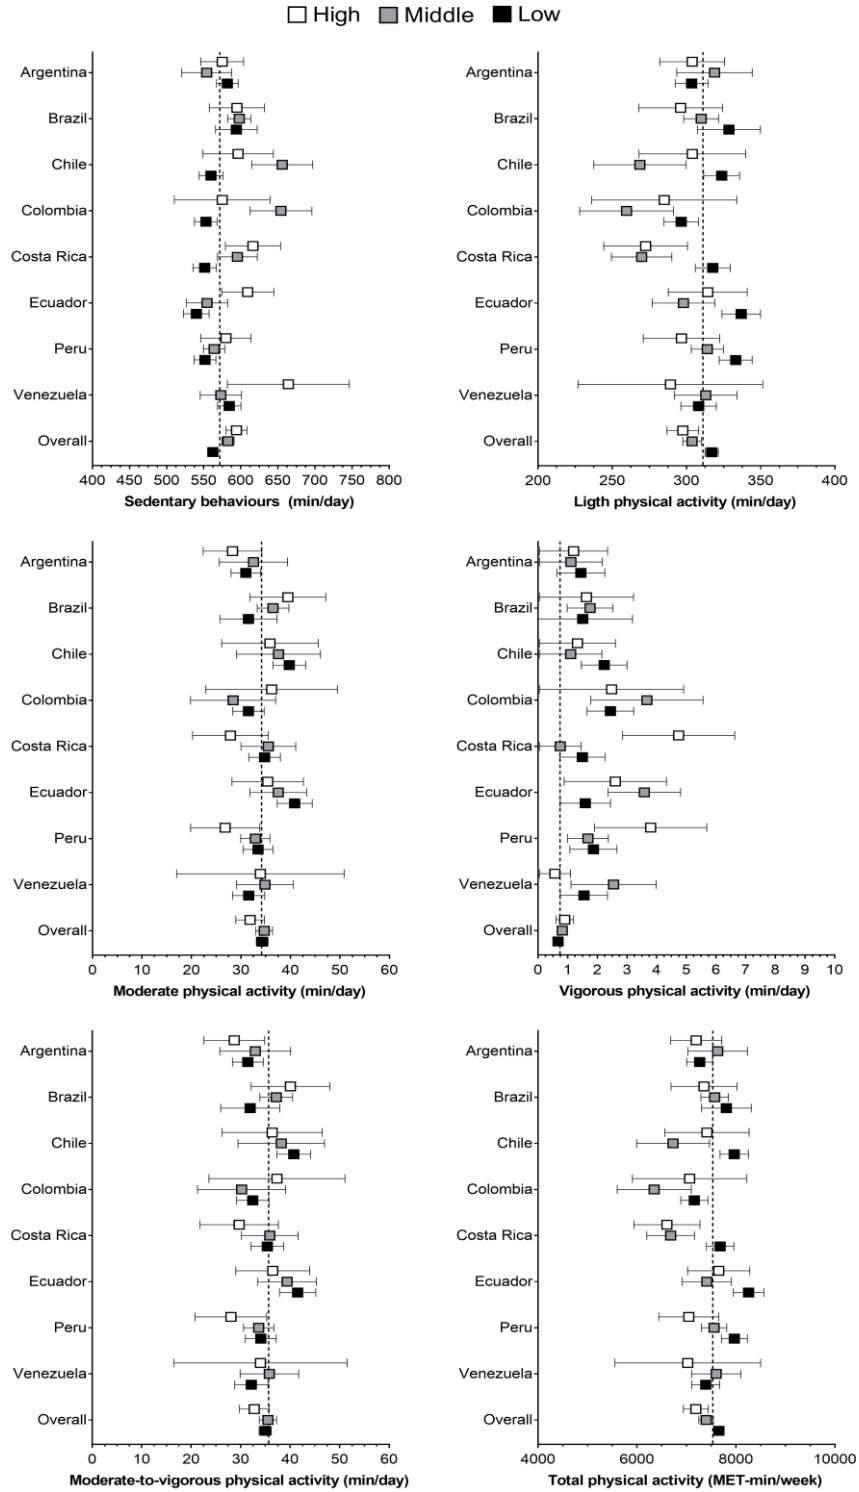 High Middle Low
Argentina
Brazil
Chile
Colombia
Costa Rica
Ecuador
Peru
Venezuela
Overall
400 450 500 550 600 650 700 750 800
Sedentary behaviours (min/day)
Argentina
Brazil
Chile
Colombia
Costa Rica
Ecuador
Peru
Venezuela
Overall
200 250 300 350 400
Ligth physical activity (min/day)
Argentina
Brazil
Chile
Colombia
Costa Rica
Ecuador
Peru
Venezuela
Overall
0 10 20 30 40 50 60
Moderate physical activity (min/day)
Argentina
Brazil
Chile
Colombia
Costa Rica
Ecuador
Peru
Venezuela
Overall
0 1 2 3 4 5 6 7 8 9 10
Vigorous physical activity (min/day)
Argentina
Brazil
Chile
Colombia
Costa Rica
Ecuador
Peru
Venezuela
Overall
0 10 20 30 40 50 60
Moderate-to-vigorous physical activity (min/day)
Argentina
Brazil
Chile
Colombia
Costa Rica
Ecuador
Peru
Venezuela
Overall
4000 6000 8000 10000
Total physical activity (MET-min/week)